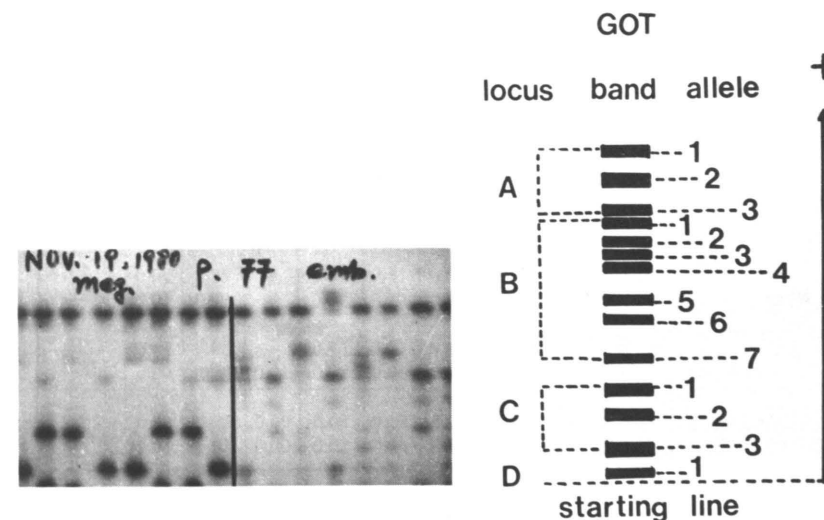 NOV. 19, 1980 P. 77 emb.
meg.
GOT
+
locus band allele
A
1
2
3
B
1
2
3
4
5
6
7
C
1
2
3
D
1
starting line